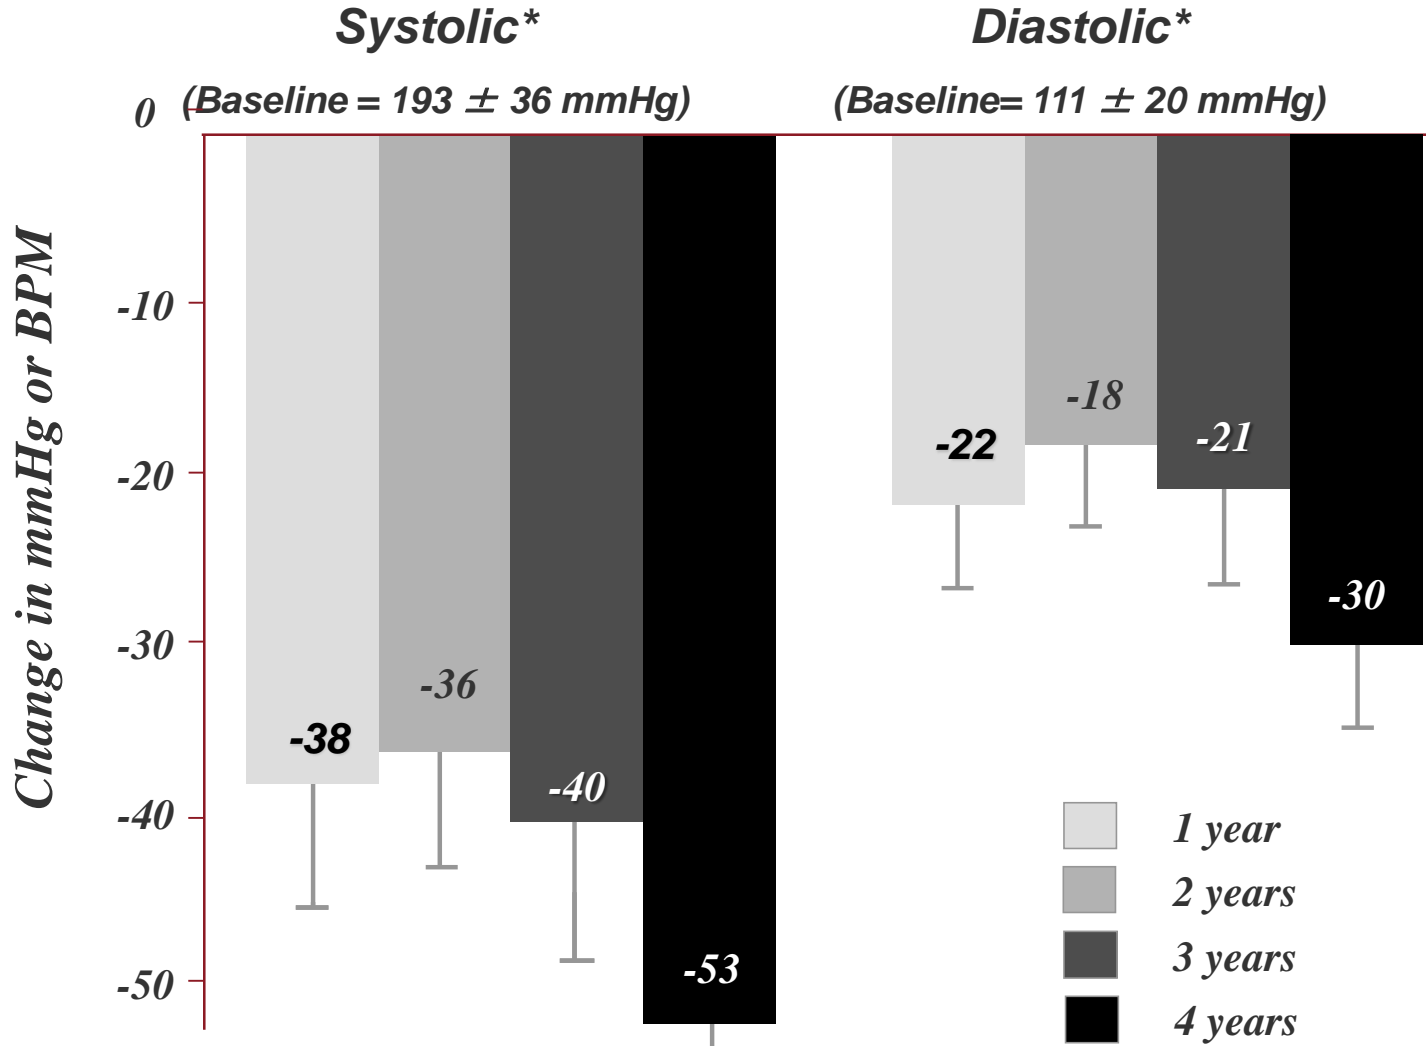 Systolic*
Diastolic*
(Baseline = 193 ± 36 mmHg)
(Baseline= 111 ± 20 mmHg)
Change in mmHg or BPM
0
-10
-20
-30
-40
-50
-38
-36
-40
-53
-22
-18
-21
-30
1 year
2 years
3 years
4 years